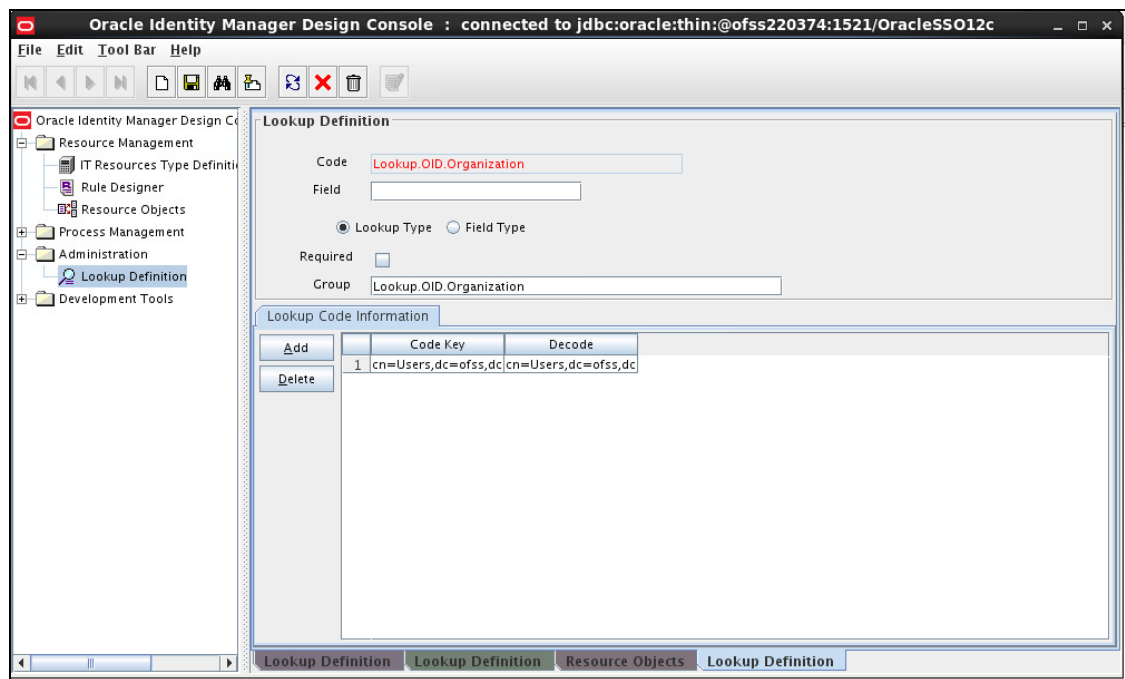 Oracle Identity Manager Design Console : connected to jdbc:oracle:thin:@ofss220374:1521/OracleSSO12c
File Edit Tool Bar Help
Oracle Identity Manager Design Co
Resource Management
IT Resources Type Definiti
Rule Designer
Resource Objects
Process Management
Administration
Lookup Definition
Development Tools
Lookup Definition
Code Lookup.OID.Organization
Field
Lookup Type Field Type
Required
Group Lookup.OID.Organization
Lookup Code Information
Add
Delete
Code Key Decode
1 cn=Users,dc=ofss,dc cn=Users,dc=ofss,dc
Lookup Definition Lookup Definition Resource Objects Lookup Definition